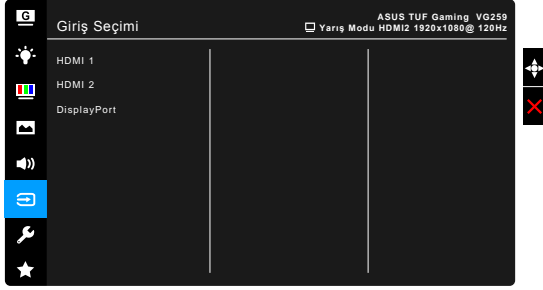 G
ASUS TUF Gaming VG259
Giriş Seçimi
Yarış Modu HDMI2 1920x1080@ 120Hz
HDMI 1
HDMI 2
DisplayPort